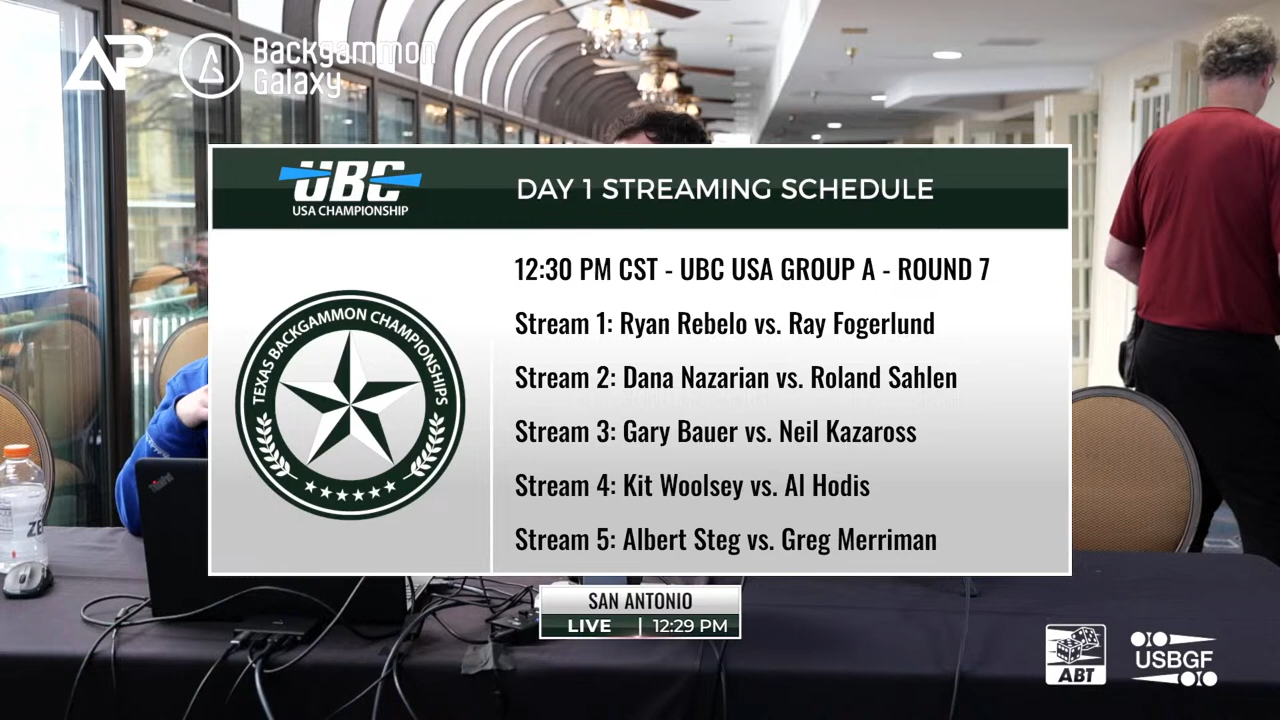 AP
Backgammon
Galaxy
UBC
USA CHAMPIONSHIP
DAY 1 STREAMING SCHEDULE
12:30 PM CST - UBC USA GROUP A - ROUND 7
Stream 1: Ryan Rebelo vs. Ray Fogerlund
Stream 2: Dana Nazarian vs. Roland Sahlen
Stream 3: Gary Bauer vs. Neil Kazaross
Stream 4: Kit Woolsey vs. Al Hodis
Stream 5: Albert Steg vs. Greg Merriman
TEXAS BACKGAMMON CHAMPIONSHIPS
ThinkPad
SAN ANTONIO
LIVE | 12:29 PM
ABT
USBGF